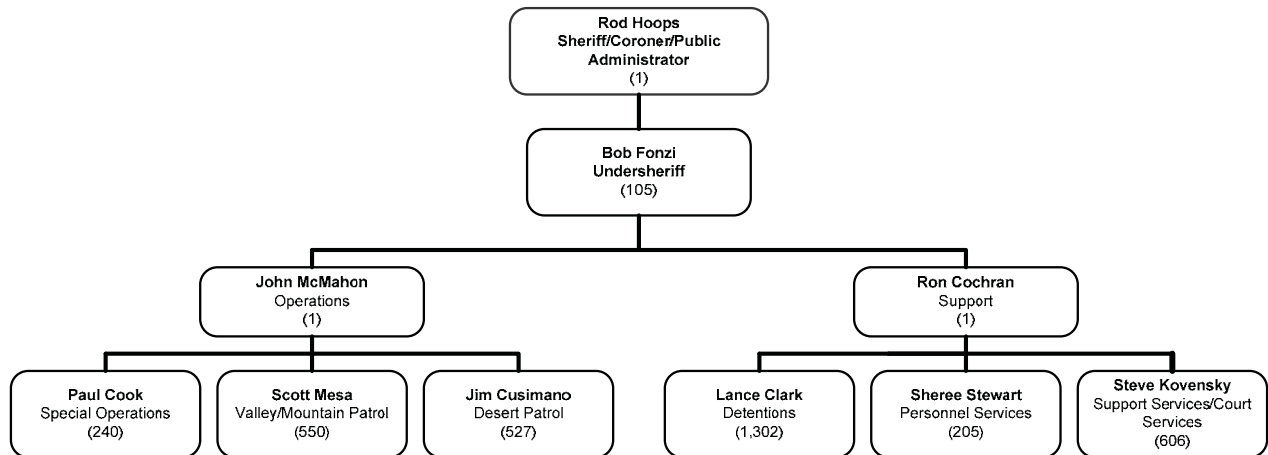 Rod Hoops
Sheriff/Coroner/Public
Administrator
(1)
Bob Fonzi
Undersheriff
(105)
John McMahon
Operations
(1)
Ron Cochran
Support
(1)
Paul Cook
Special Operations
(240)
Scott Mesa
Valley/Mountain Patrol
(550)
Jim Cusimano
Desert Patrol
(527)
Lance Clark
Detentions
(1,302)
Sheree Stewart
Personnel Services
(205)
Steve Kovensky
Support Services/Court
Services
(606)